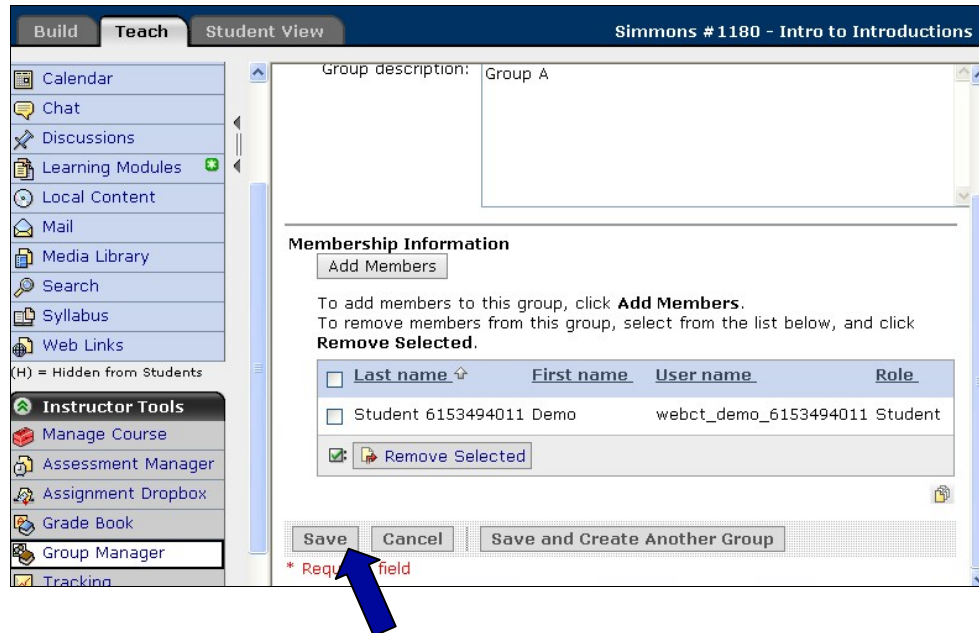 Build Teach Student View Simmons #1180 - Intro to Introductions
Calendar
Chat
Discussions
Learning Modules
Local Content
Mail
Media Library
Search
Syllabus
Web Links
(H) = Hidden from Students
Instructor Tools
Manage Course
Assessment Manager
Assignment Dropbox
Grade Book
Group Manager
Tracking
Group description: Group A
Membership Information
Add Members
To add members to this group, click Add Members.
To remove members from this group, select from the list below, and click
Remove Selected.
Last name First name User name Role
Student 6153494011 Demo webct_demo_6153494011 Student
Remove Selected
Save Cancel Save and Create Another Group
* field